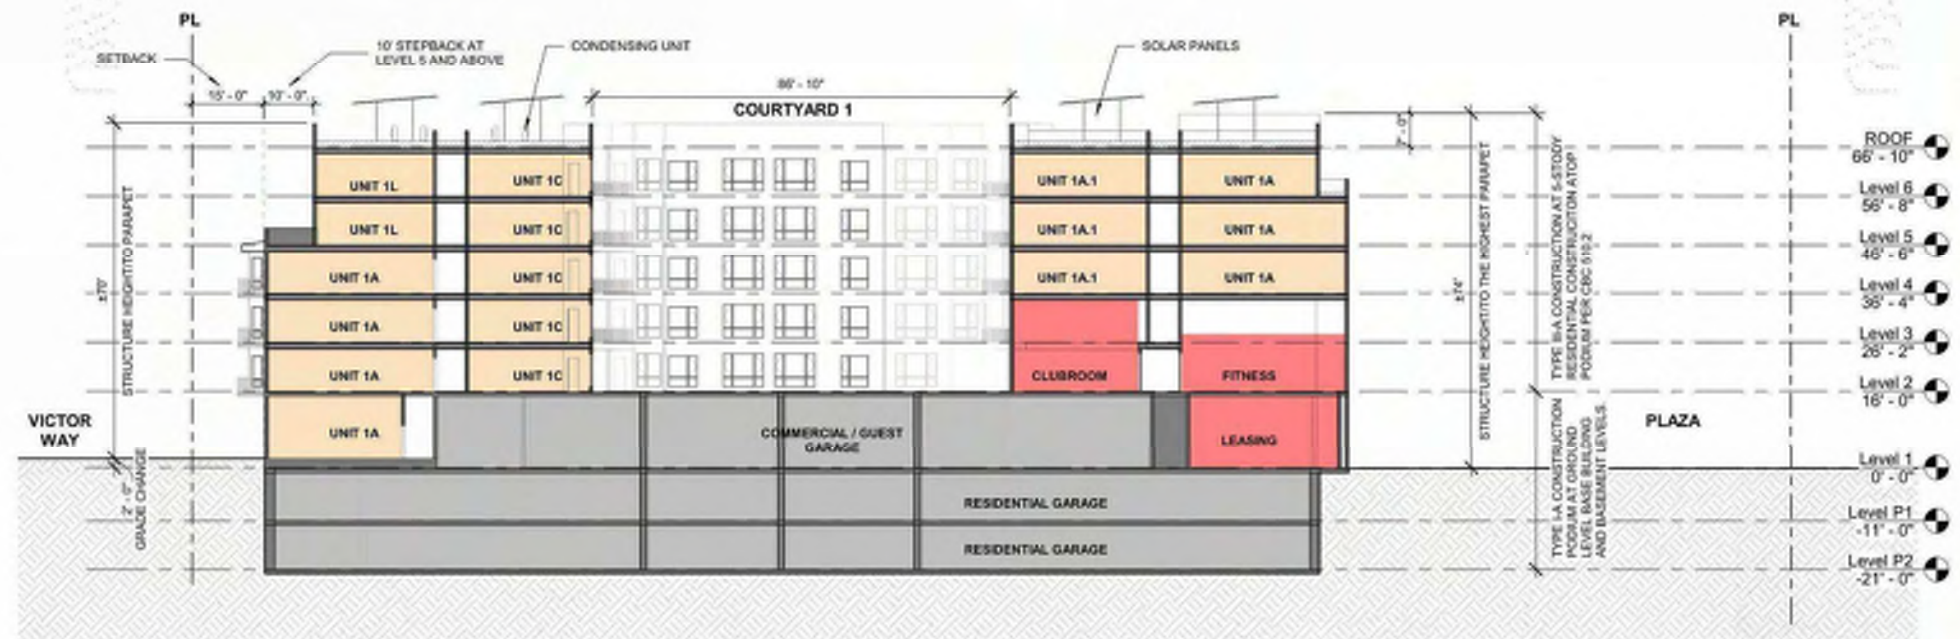 PL
PL
SETBACK
10' STEPBACK AT
LEVEL 5 AND ABOVE
CONDENSING UNIT
SOLAR PANELS
15' - 0"
10' - 0"
86' - 10"
COURTYARD 1
7' - 0"
ROOF
66' - 10"
UNIT 1L
UNIT 1C
UNIT 1A.1
UNIT 1A
Level 6
56' - 8"
UNIT 1L
UNIT 1C
UNIT 1A.1
UNIT 1A
Level 5
46' - 6"
UNIT 1A
UNIT 1C
UNIT 1A.1
UNIT 1A
Level 4
36' - 4"
UNIT 1A
UNIT 1C
Level 3
26' - 2"
UNIT 1A
UNIT 1C
CLUBROOM
FITNESS
Level 2
16' - 0"
VICTOR
WAY
UNIT 1A
COMMERCIAL / GUEST
GARAGE
LEASING
PLAZA
Level 1
0' - 0"
RESIDENTIAL GARAGE
Level P1
-11' - 0"
RESIDENTIAL GARAGE
Level P2
-21' - 0"
±70'
STRUCTURE HEIGHT/TO PARAPET
2' - 0"
GRADE CHANGE
±74'
STRUCTURE HEIGHT/TO THE HIGHEST PARAPET
TYPE III-A CONSTRUCTION AT 5-STODY
RESIDENTIAL CONSTRUCITON ATOP
PODIUM PER CBC 510.2
TYPE I-A CONSTRUCTION
PODIUM AT GROUND
LEVEL BASE BUILDING
AND BASEMENT LEVELS.